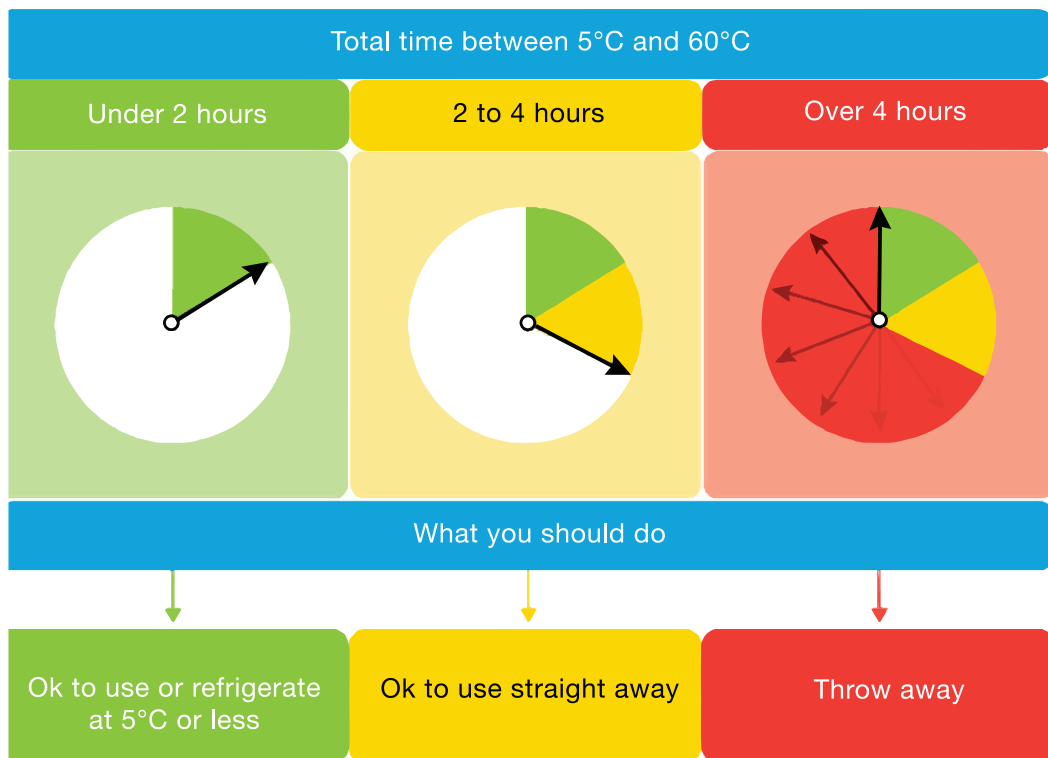 Total time between 5°C and 60°C
Under 2 hours
2 to 4 hours
Over 4 hours
What you should do
Ok to use or refrigerate
at 5°C or less
Ok to use straight away
Throw away